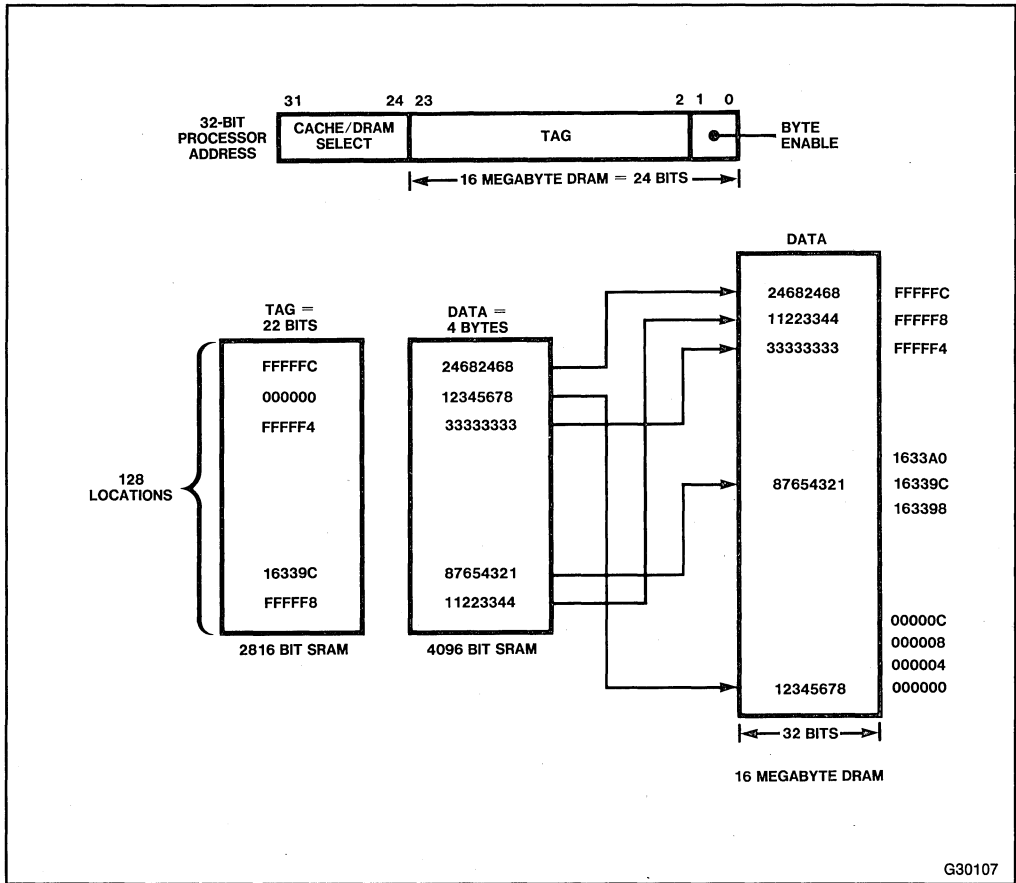 31 24 23 2 1 0
32-BIT
PROCESSOR
ADDRESS
CACHE/DRAM
SELECT
TAG
BYTE
ENABLE
16 MEGABYTE DRAM = 24 BITS
DATA
TAG =
22 BITS
DATA =
4 BYTES
128
LOCATIONS
FFFFFC
000000
FFFFF4
16339C
FFFFF8
2816 BIT SRAM
24682468
12345678
33333333
87654321
11223344
4096 BIT SRAM
24682468 FFFFFC
11223344 FFFFF8
33333333 FFFFF4
1633A0
87654321 16339C
163398
00000C
000008
000004
12345678 000000
32 BITS
16 MEGABYTE DRAM
G30107